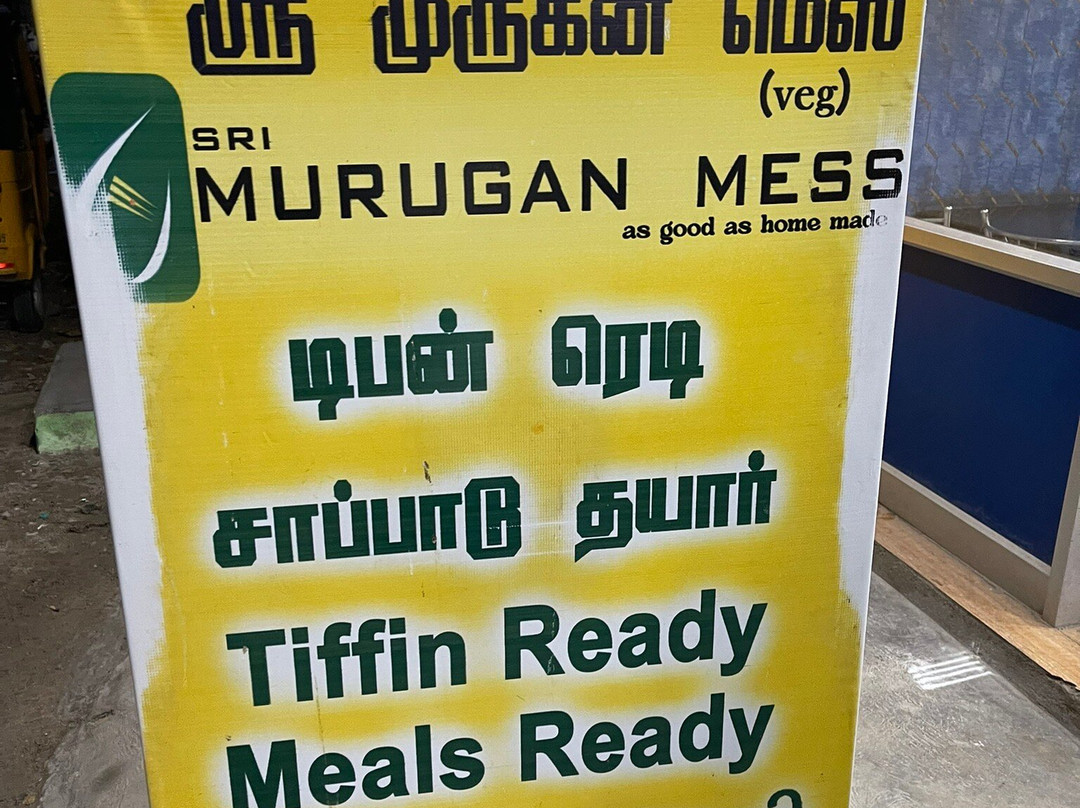 ஸ்ரீ முருகன் மெஸ்
(veg)
SRI
MURUGAN MESS
as good as home made
டிபன் ரெடி
சாப்பாடு தயார்
Tiffin Ready
Meals Ready